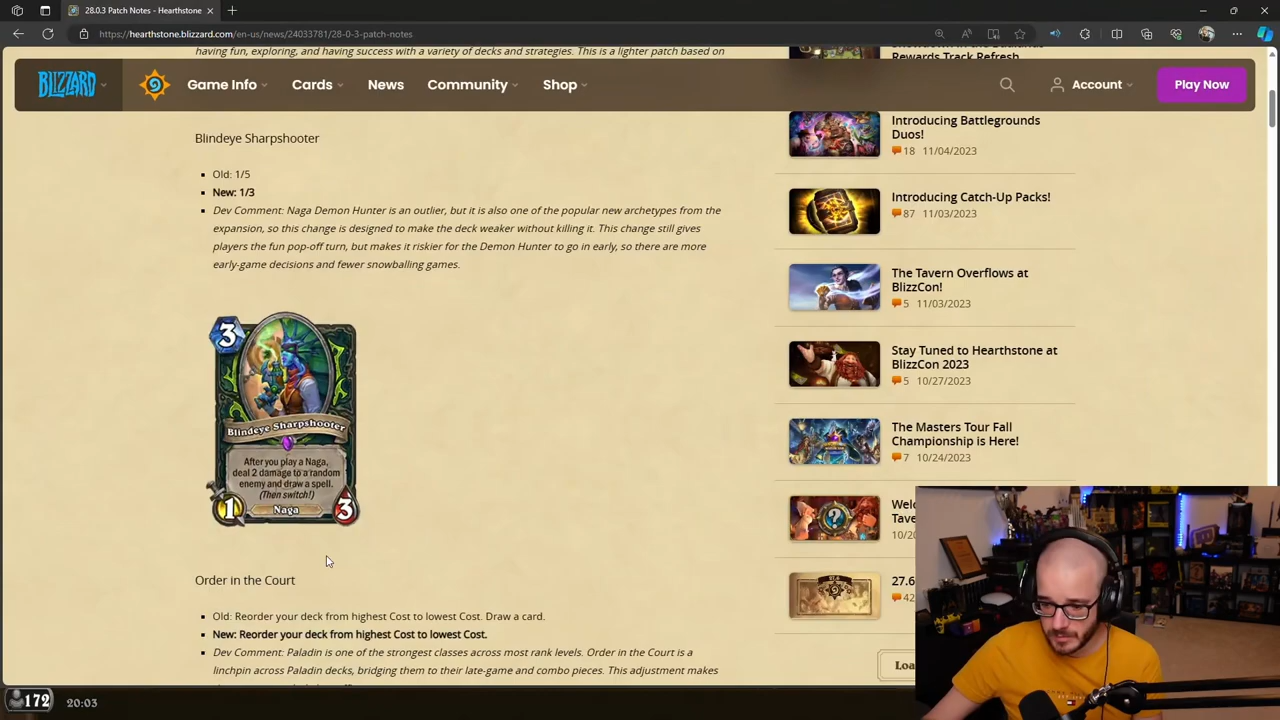 28.0.3 Patch Notes - Hearthstone
https://hearthstone.blizzard.com/en-us/news/24033781/28-0-3-patch-notes
having fun, exploring, and having success with a variety of decks and strategies. This is a lighter patch based on
Rewards Track Refresh
BLIZZARD
Game Info
Cards
News
Community
Shop
Account
Play Now
Blindeye Sharpshooter
Old: 1/5
New: 1/3
Dev Comment: Naga Demon Hunter is an outlier, but it is also one of the popular new archetypes from the
expansion, so this change is designed to make the deck weaker without killing it. This change still gives
players the fun pop-off turn, but makes it riskier for the Demon Hunter to go in early, so there are more
early-game decisions and fewer snowballing games.
3
Blindeye Sharpshooter
After you play a Naga,
deal 2 damage to a random
enemy and draw a spell.
(Then switch!)
1
Naga
3
Order in the Court
Old: Reorder your deck from highest Cost to lowest Cost. Draw a card.
New: Reorder your deck from highest Cost to lowest Cost.
Dev Comment: Paladin is one of the strongest classes across most rank levels. Order in the Court is a
linchpin across Paladin decks, bridging them to their late-game and combo pieces. This adjustment makes
Introducing Battlegrounds
Duos!
18 11/04/2023
Introducing Catch-Up Packs!
87 11/03/2023
The Tavern Overflows at
BlizzCon!
5 11/03/2023
Stay Tuned to Hearthstone at
BlizzCon 2023
5 10/27/2023
The Masters Tour Fall
Championship is Here!
7 10/24/2023
?
27.6
172
20:03